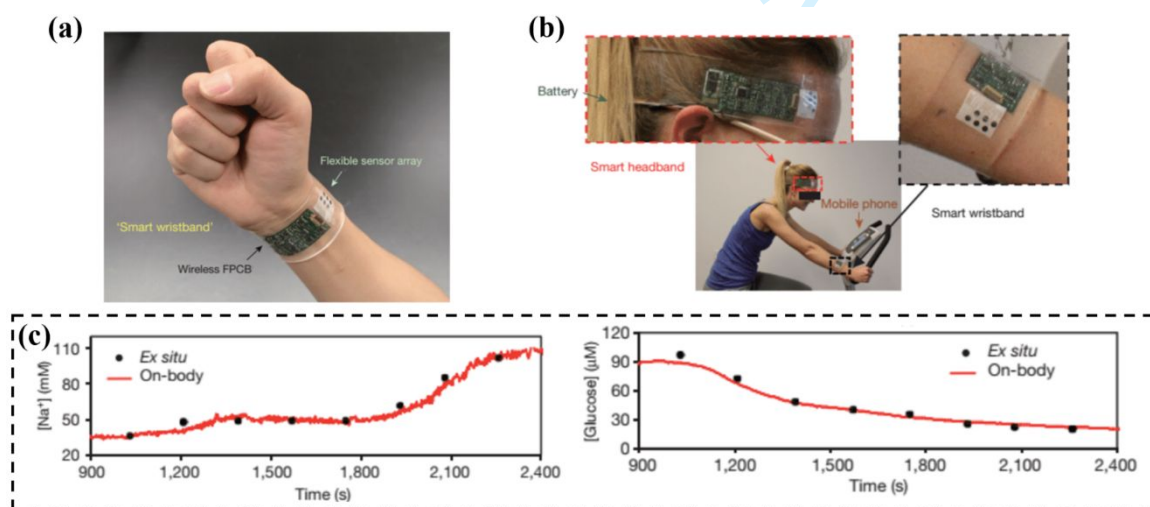 (a)
Flexible sensor array
'Smart wristband'
Wireless FPCB
(b)
Battery
Smart headband
Mobile phone
Smart wristband
(c)
[Na⁺] (mM)
110
80
50
20
Ex situ
On-body
900
1,200
1,500
1,800
2,100
2,400
Time (s)
[Glucose] (μM)
120
90
60
30
0
Ex situ
On-body
900
1,200
1,500
1,800
2,100
2,400
Time (s)